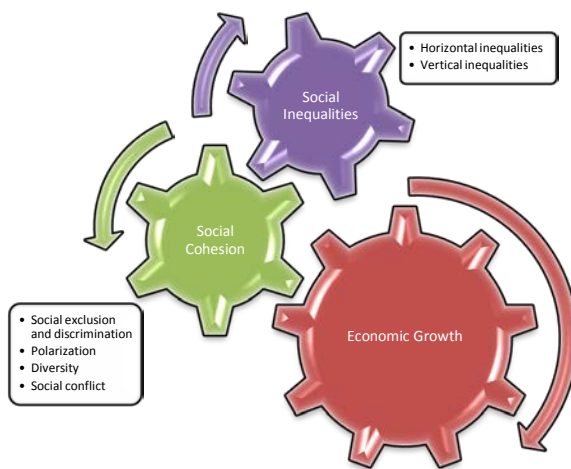 Social
Inequalities
• Horizontal inequalities
• Vertical inequalities
Social
Cohesion
• Social exclusion
and discrimination
• Polarization
• Diversity
• Social conflict
Economic Growth